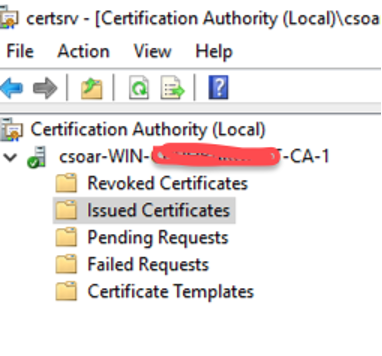 certsrv - [Certification Authority (Local)\csoa
File Action View Help
Certification Authority (Local)
csoar-WIN- -CA-1
Revoked Certificates
Issued Certificates
Pending Requests
Failed Requests
Certificate Templates